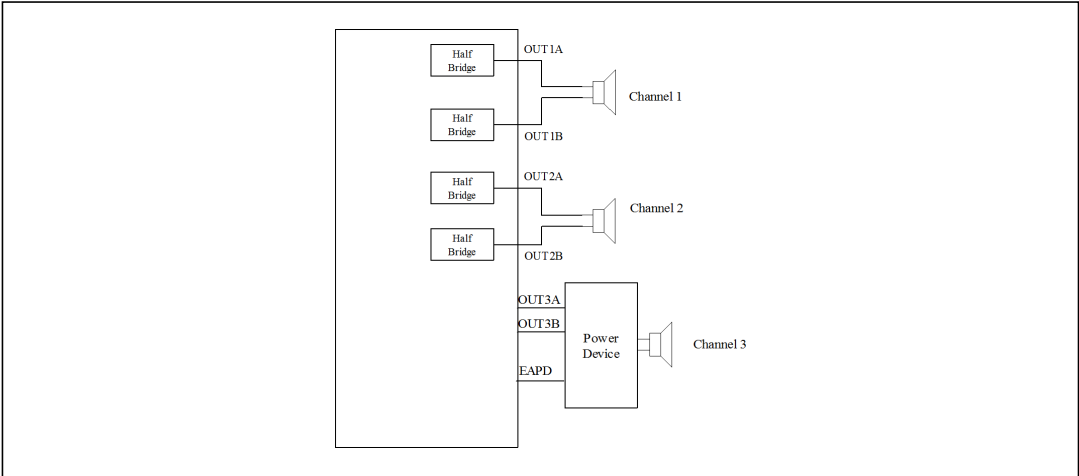 Half
Bridge
OUT1A
Channel 1
Half
Bridge
OUT1B
Half
Bridge
OUT2A
Channel 2
Half
Bridge
OUT2B
OUT3A
OUT3B
Power
Device
Channel 3
EAPD